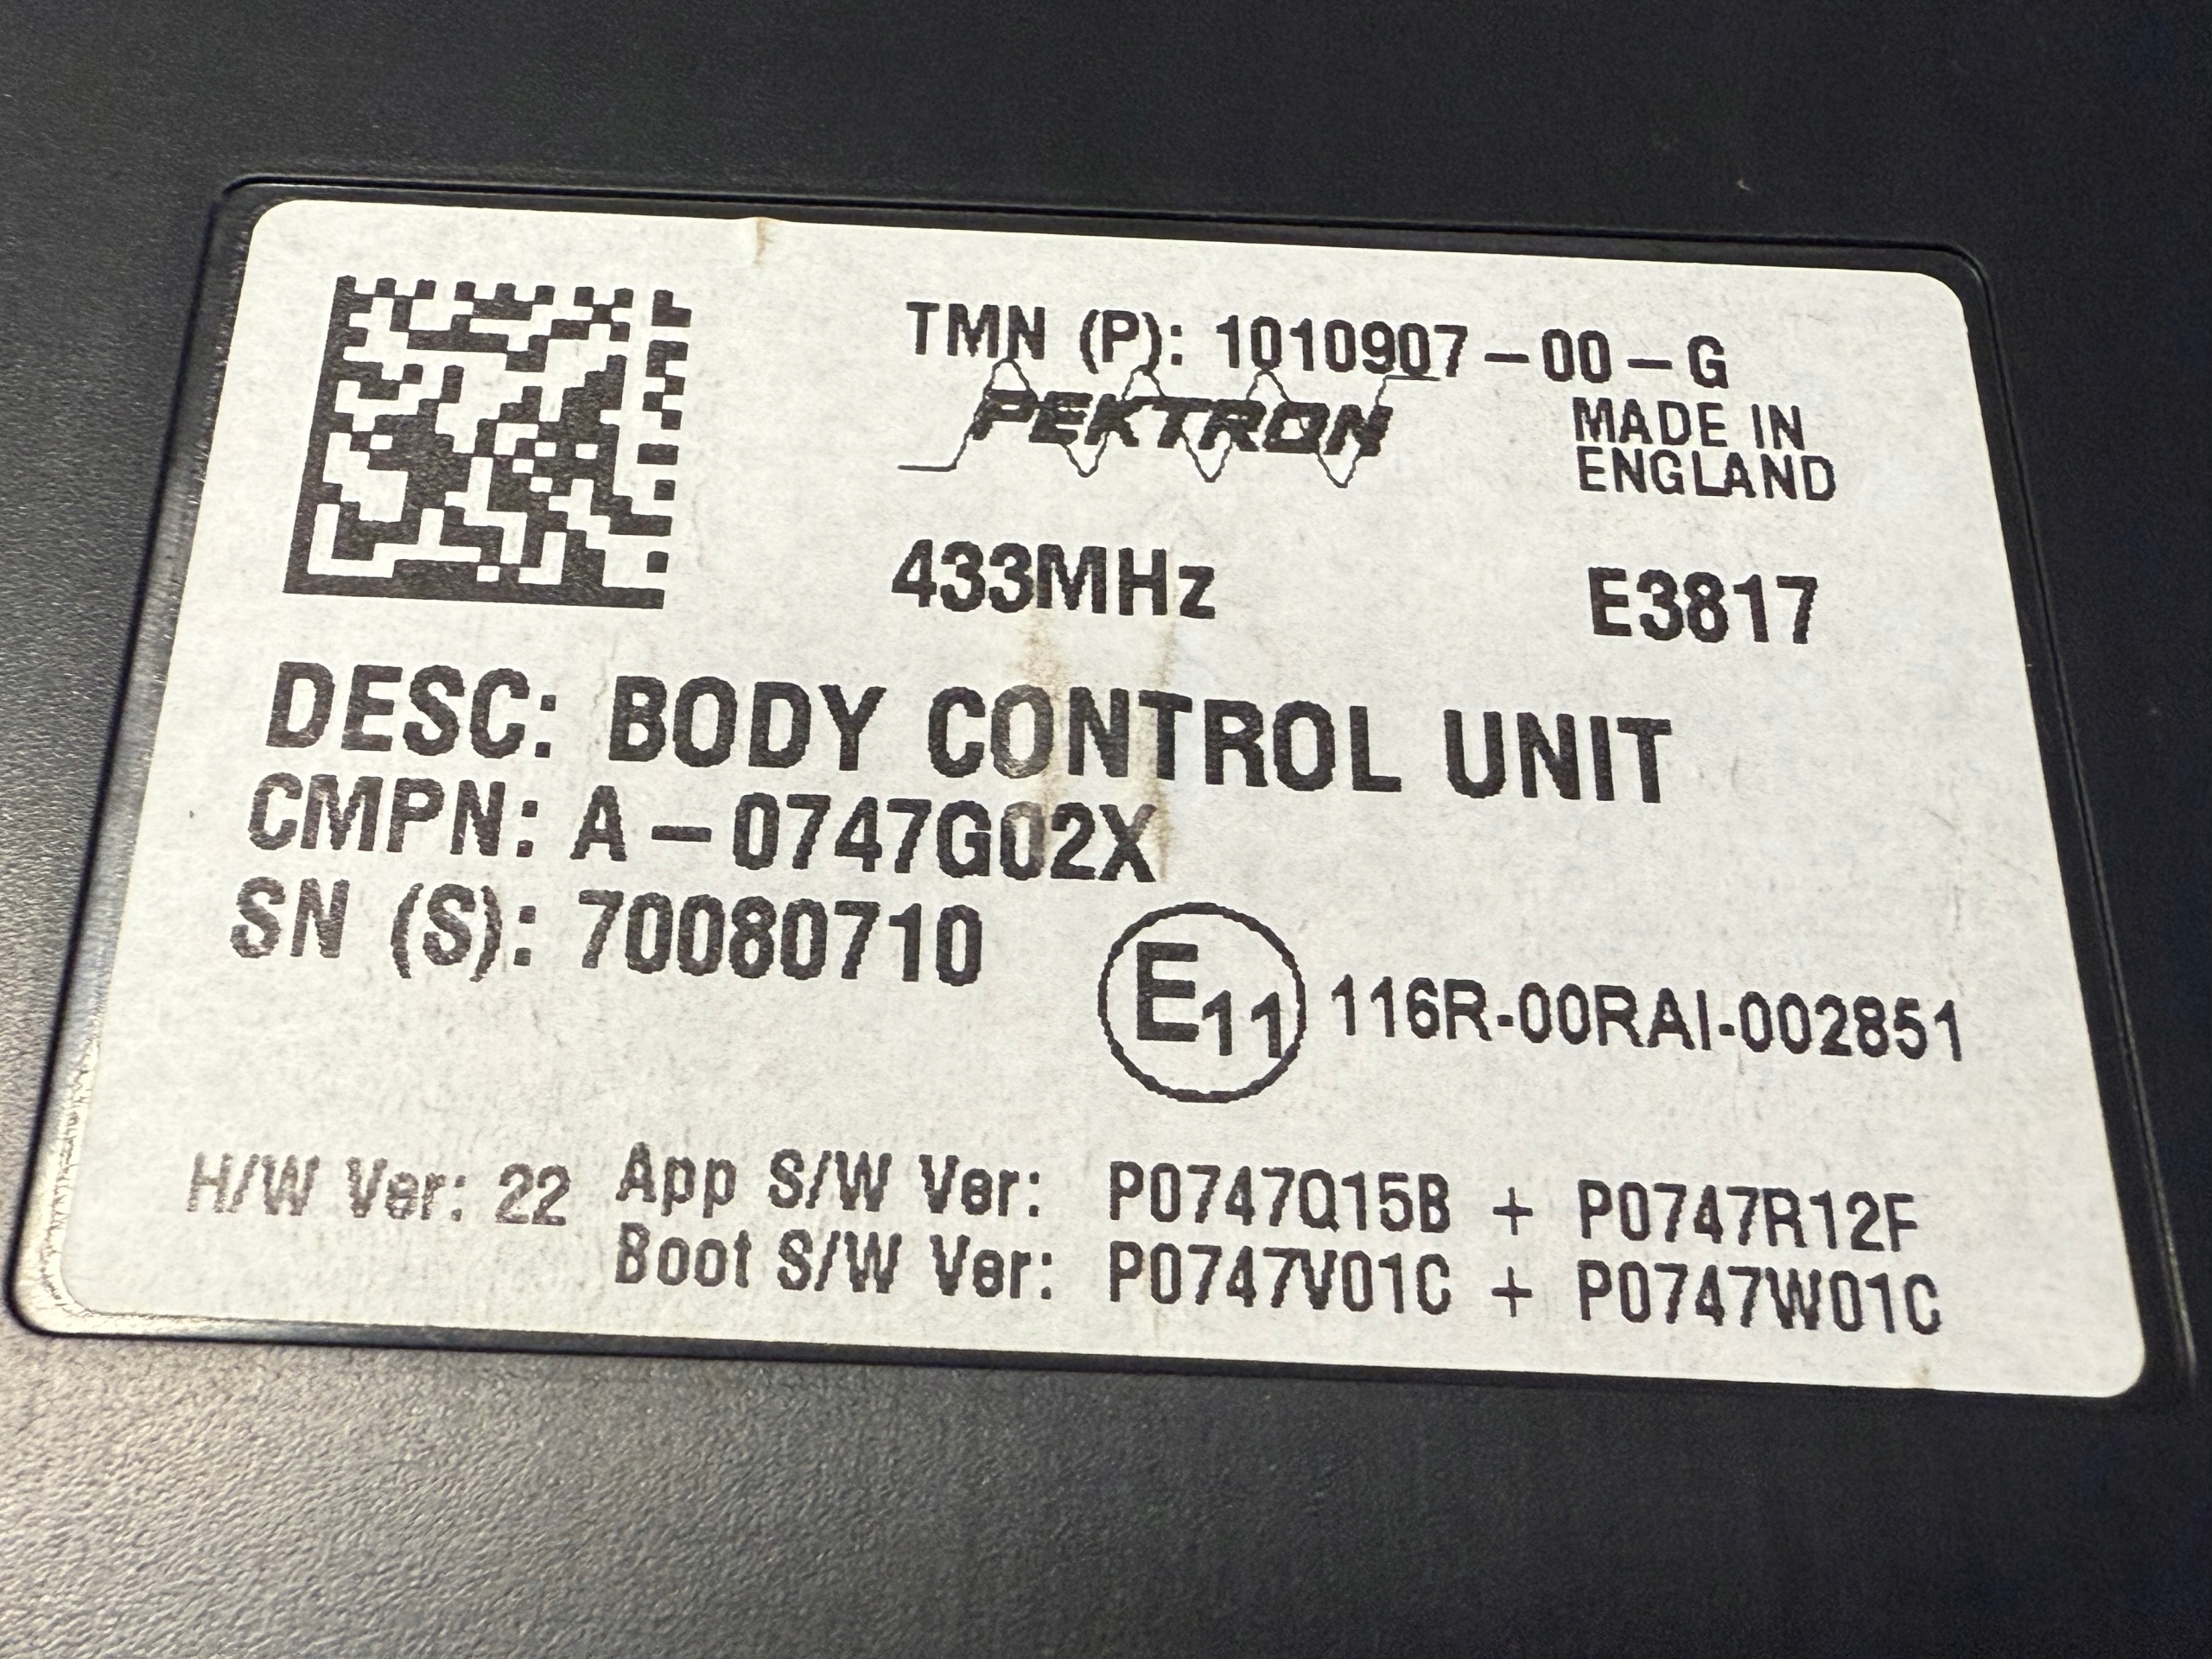 TMN (P): 1010907-00-G
PEKTRON
MADE IN
ENGLAND
433MHz
E3817
DESC: BODY CONTROL UNIT
CMPN: A-0747G02X
SN (S): 70080710
E11 116R-00RAI-002851
H/W Ver: 22 App S/W Ver: P0747Q15B + P0747R12F
Boot S/W Ver: P0747V01C + P0747W01C